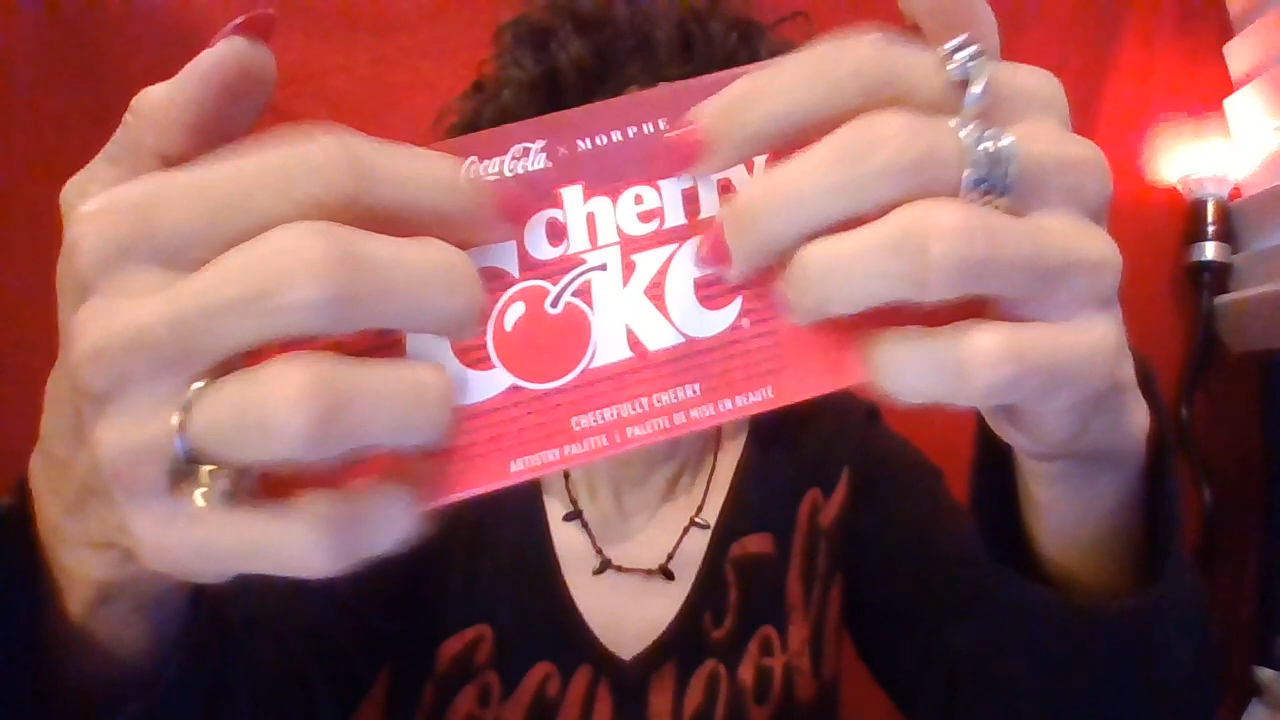 Coca-Cola × MORPHE
cherry
Coke
CHEERFULLY CHERRY
ARTISTRY PALETTE | PALETTE DE MISE EN BEAUTÉ